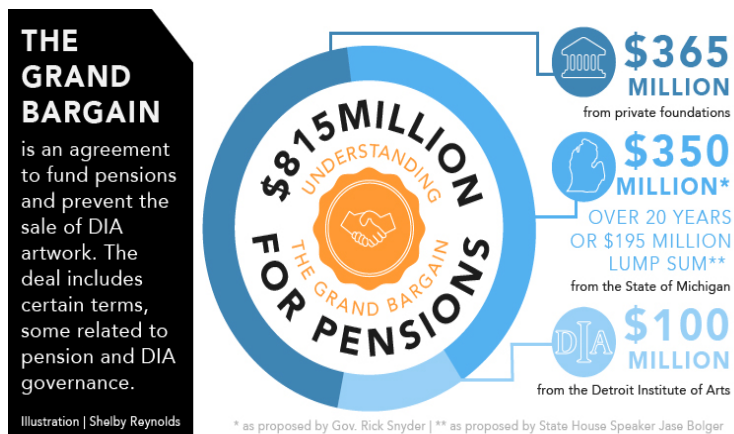 THE
GRAND
BARGAIN
is an agreement
to fund pensions
and prevent the
sale of DIA
artwork. The
deal includes
certain terms,
some related to
pension and DIA
governance.
Illustration | Shelby Reynolds
$815 MILLION
UNDERSTANDING
THE GRAND BARGAIN
FOR PENSIONS
$365
MILLION
from private foundations
$350
MILLION*
OVER 20 YEARS
OR $195 MILLION
LUMP SUM**
from the State of Michigan
DIA
$100
MILLION
from the Detroit Institute of Arts
* as proposed by Gov. Rick Snyder | ** as proposed by State House Speaker Jase Bolger